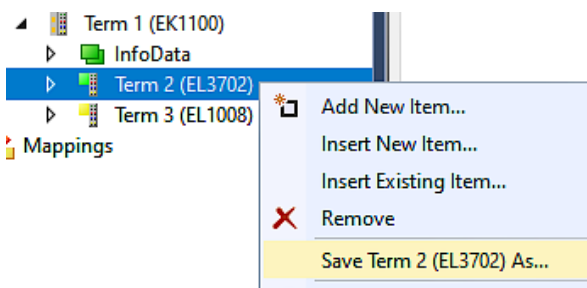 Term 1 (EK1100)
InfoData
Term 2 (EL3702)
Term 3 (EL1008)
Mappings
Add New Item...
Insert New Item...
Insert Existing Item...
Remove
Save Term 2 (EL3702) As...